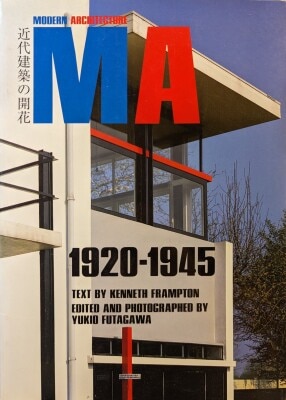 MODERN ARCHITECTURE
近代建築の開花
MA
1920-1945
TEXT BY KENNETH FRAMPTON
EDITED AND PHOTOGRAPHED BY
YUKIO FUTAGAWA